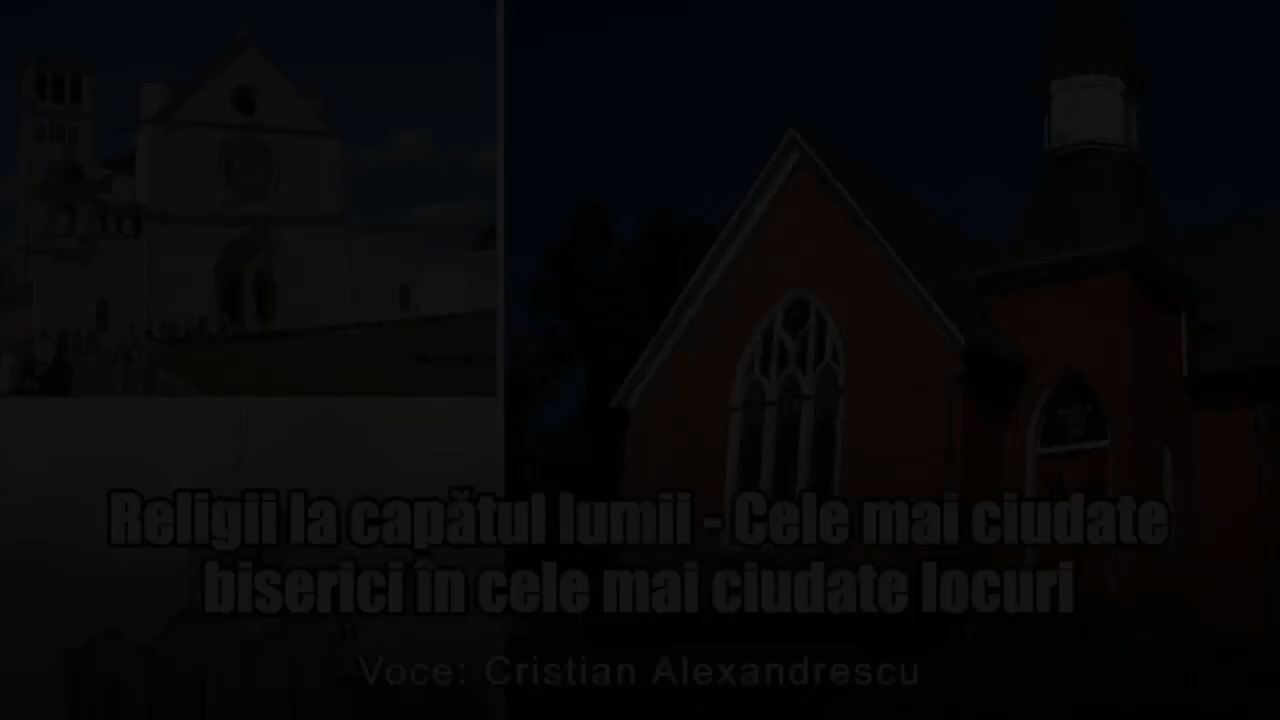 Religii la capătul lumii - Cele mai ciudate
biserici în cele mai ciudate locuri
Voce: Cristian Alexandrescu